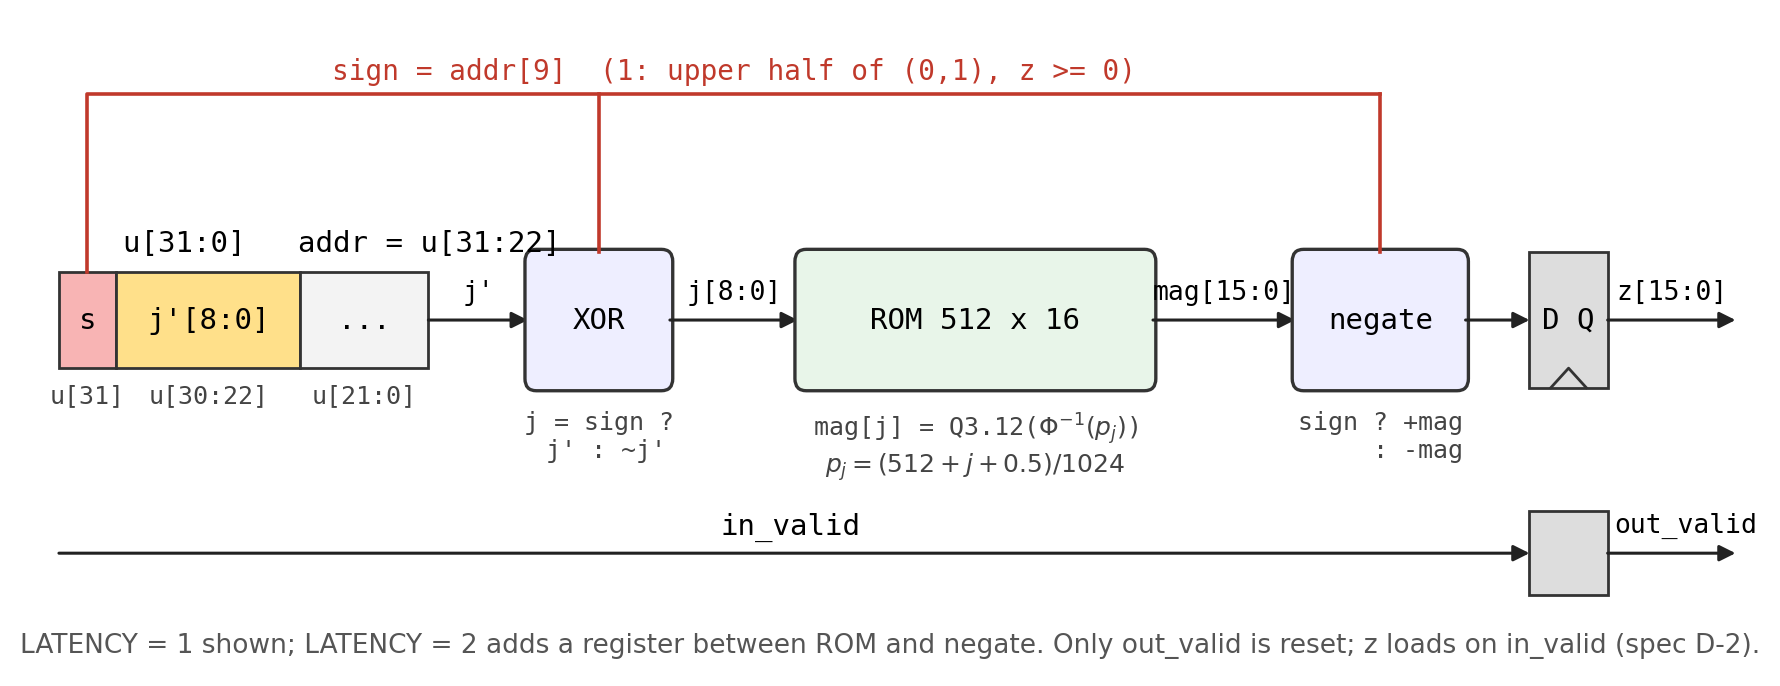 sign = addr[9]  (1: upper half of (0,1), z >= 0)
u[31:0]
addr = u[31:22]
s
j'[8:0]
...
u[31]
u[30:22]
u[21:0]
j'
XOR
j = sign ?
j' : ~j'
j[8:0]
ROM 512 x 16
mag[j] = Q3.12(Φ⁻¹(pⱼ))
pⱼ = (512 + j + 0.5)/1024
mag[15:0]
negate
sign ? +mag
: -mag
D Q
z[15:0]
in_valid
out_valid
LATENCY = 1 shown; LATENCY = 2 adds a register between ROM and negate. Only out_valid is reset; z loads on in_valid (spec D-2).